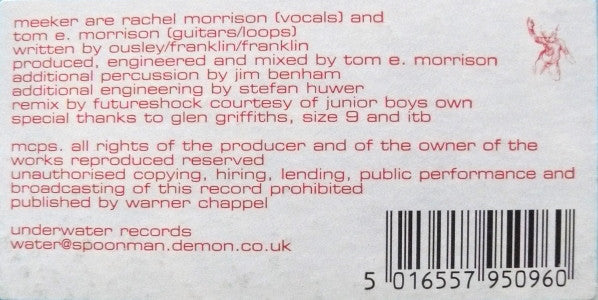 meeker are rachel morrison (vocals) and
tom e. morrison (guitars/loops)
written by ousley/franklin/franklin
produced, engineered and mixed by tom e. morrison
additional percussion by jim benham
additional engineering by stefan huwer
remix by futureshock courtesy of junior boys own
special thanks to glen griffiths, size 9 and itb
mcps. all rights of the producer and of the owner of the
works reproduced reserved
unauthorised copying, hiring, lending, public performance and
broadcasting of this record prohibited
published by warner chappel
underwater records
water@spoonman.demon.co.uk
5 016557 950960